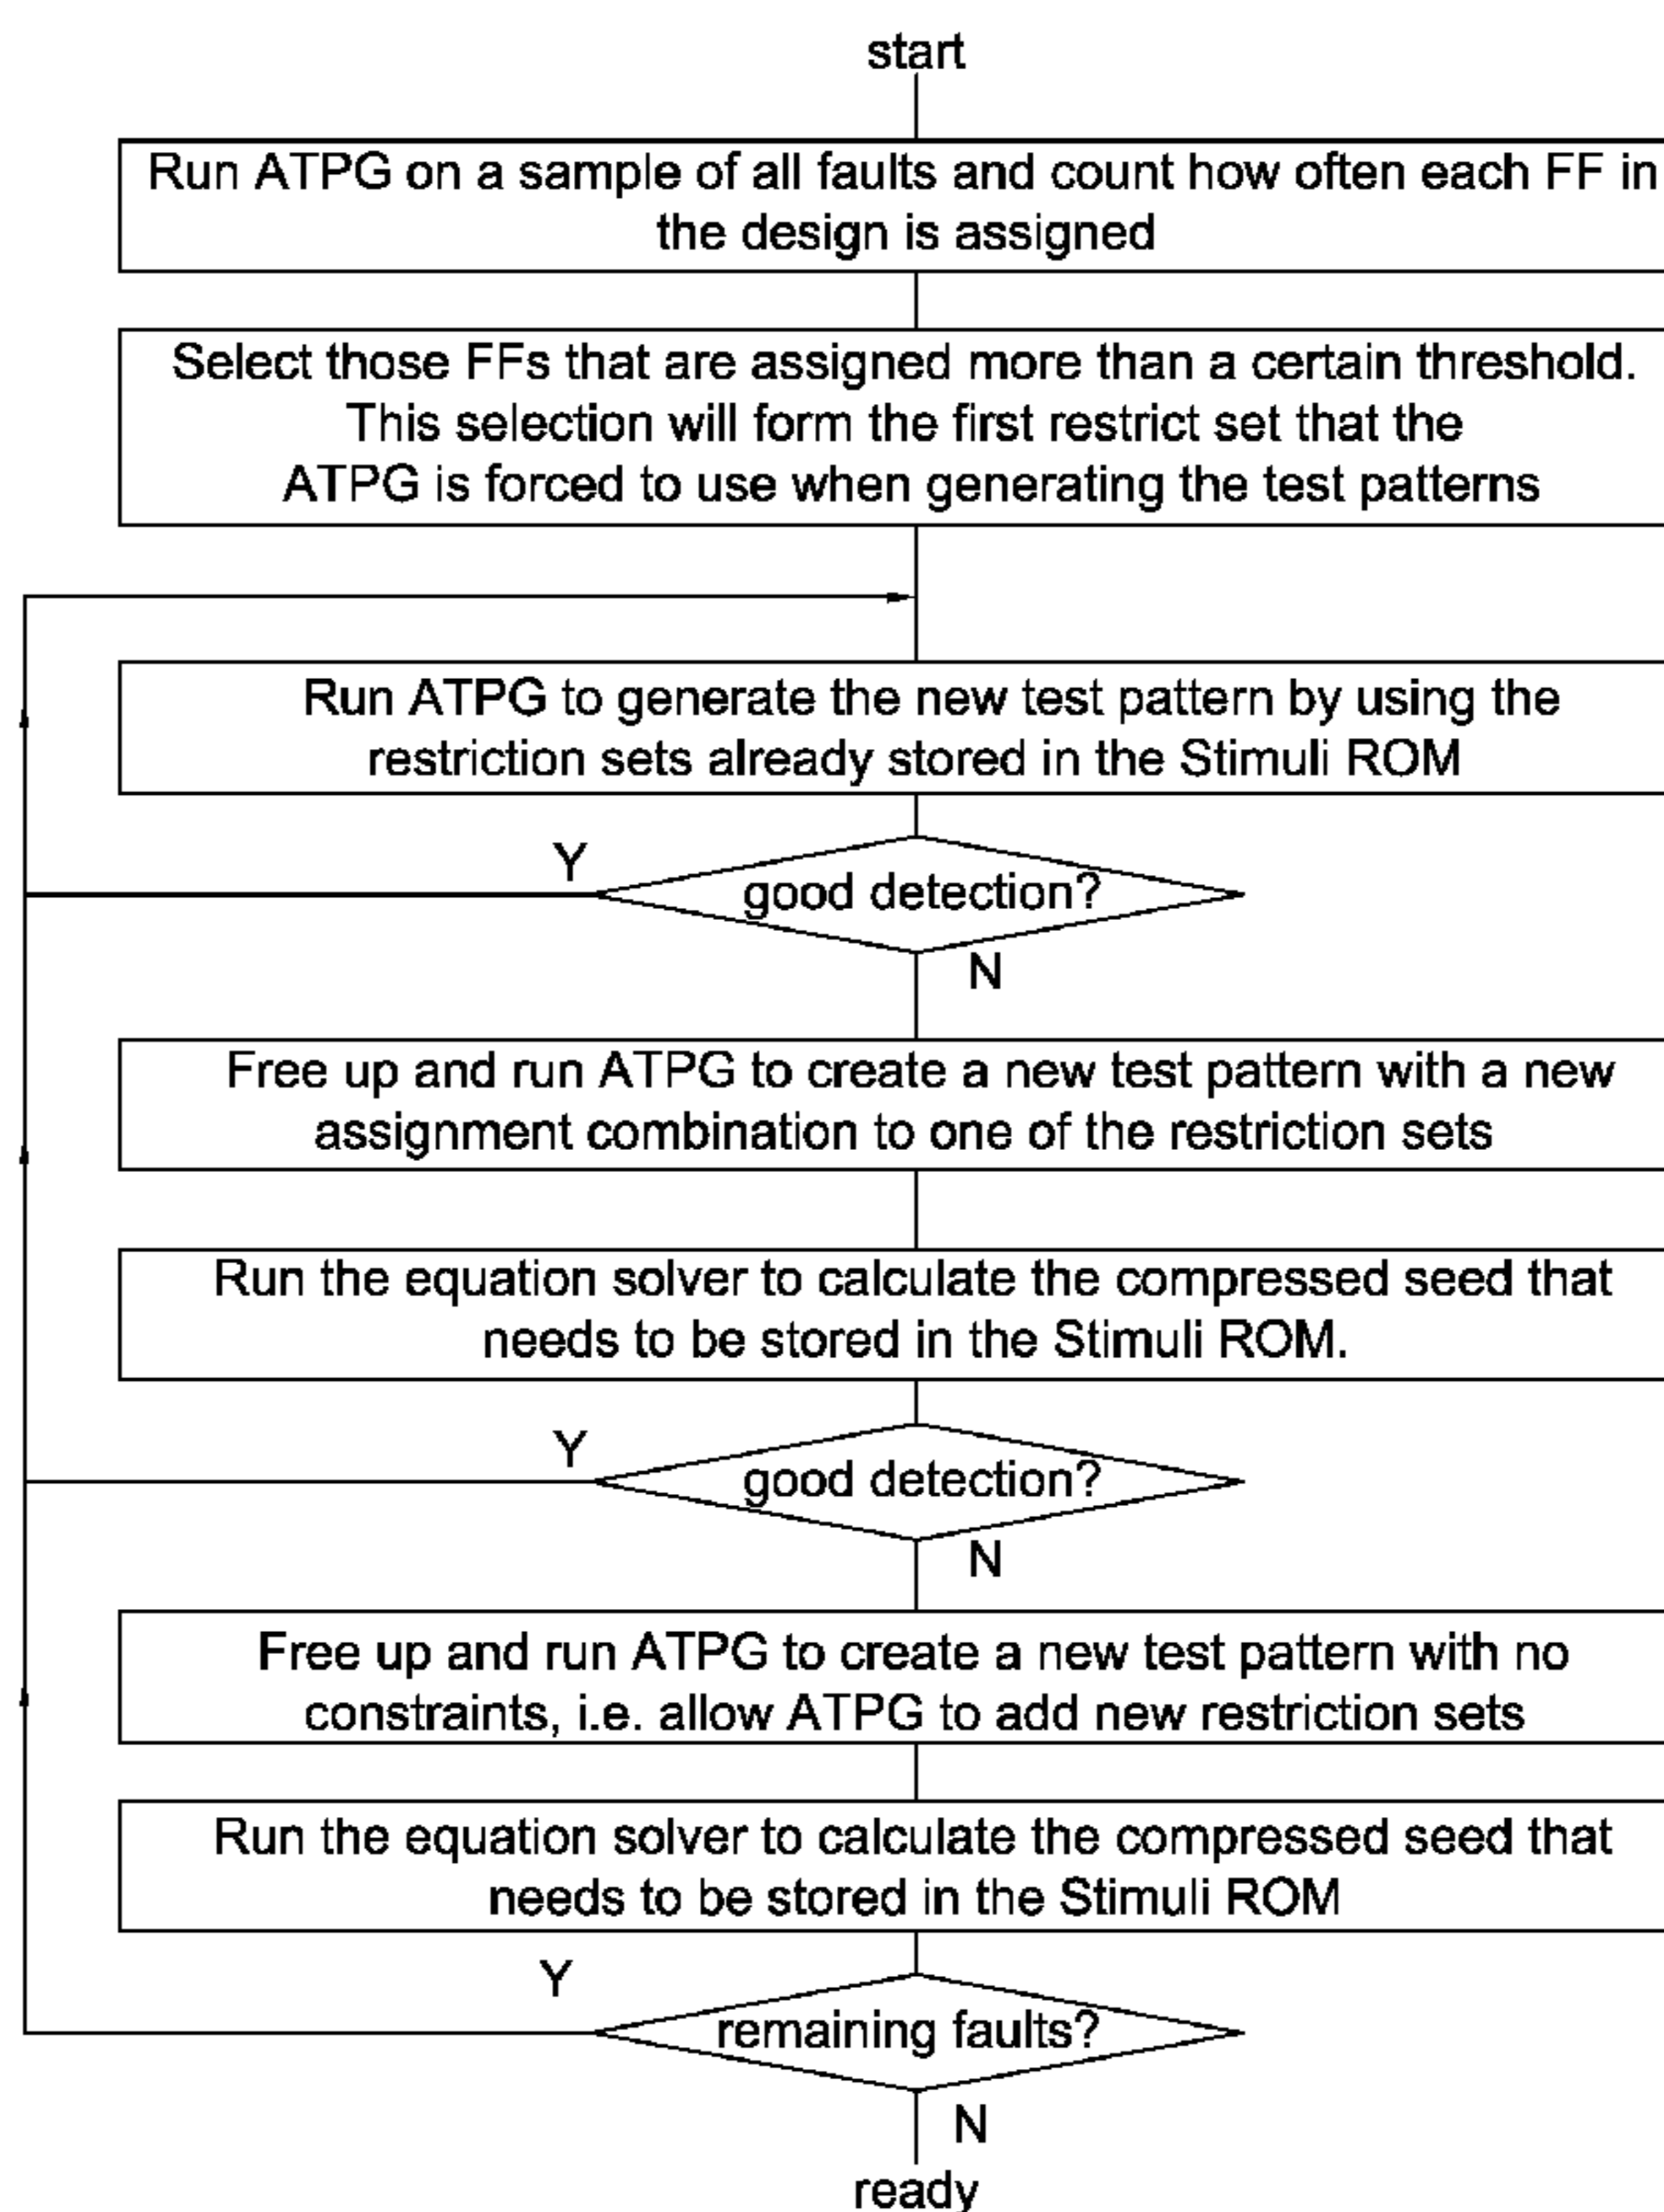 start
Run ATPG on a sample of all faults and count how often each FF in
the design is assigned
Select those FFs that are assigned more than a certain threshold.
This selection will form the first restrict set that the
ATPG is forced to use when generating the test patterns
Run ATPG to generate the new test pattern by using the
restriction sets already stored in the Stimuli ROM
Y
good detection?
N
Free up and run ATPG to create a new test pattern with a new
assignment combination to one of the restriction sets
Run the equation solver to calculate the compressed seed that
needs to be stored in the Stimuli ROM.
Y
good detection?
N
Free up and run ATPG to create a new test pattern with no
constraints, i.e. allow ATPG to add new restriction sets
Run the equation solver to calculate the compressed seed that
needs to be stored in the Stimuli ROM
Y
remaining faults?
N
ready